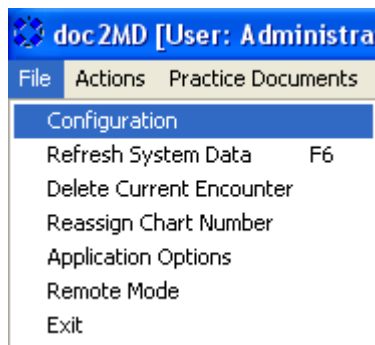 doc2MD [User: Administra
File Actions Practice Documents
Configuration
Refresh System Data F6
Delete Current Encounter
Reassign Chart Number
Application Options
Remote Mode
Exit